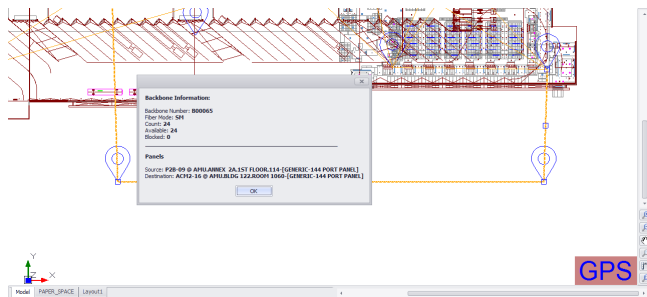 Backbone Information:
Backbone Number: B00065
Fiber Mode: SM
Count: 24
Available: 24
Blocked: 0
Panels
Source: P2B-09 @ AMU.ANNEX 2A.1ST FLOOR.114-[GENERIC-144 PORT PANEL]
Destination: ACM2-16 @ AMU.BLDG 122.ROOM 1060-[GENERIC-144 PORT PANEL]
OK
Y
Z
X
GPS
Model PAPER_SPACE Layout1